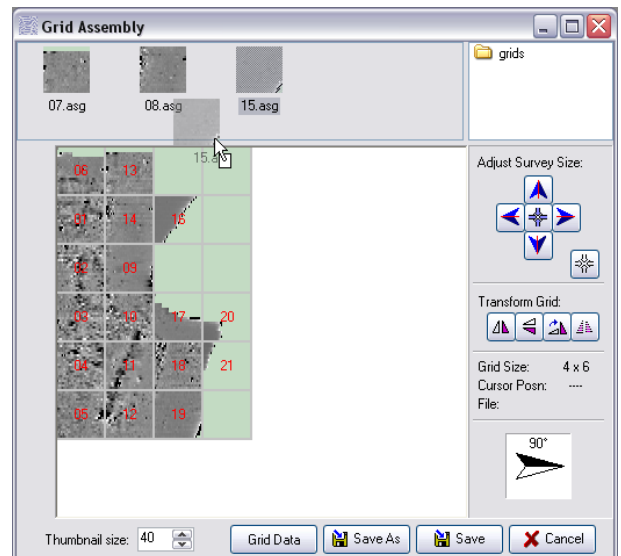 Grid Assembly
07.asg 08.asg 15.asg
grids
15.asg
06 13
01 14 16
02 09
03 10 17 20
04 11 18 21
05 12 19
Adjust Survey Size:
Transform Grid:
Grid Size: 4 x 6
Cursor Posn: ----
File:
90°
Thumbnail size: 40
Grid Data
Save As
Save
Cancel